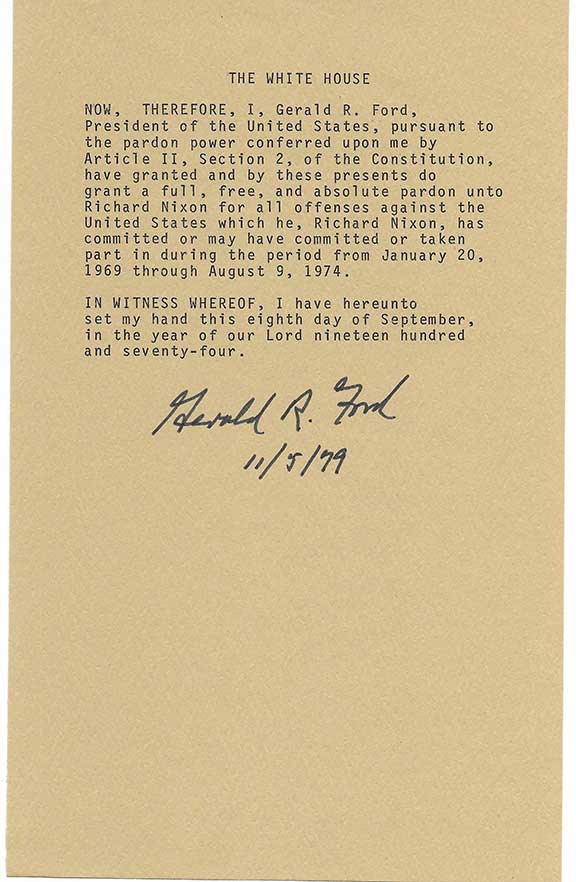 THE WHITE HOUSE
NOW, THEREFORE, I, Gerald R. Ford,
President of the United States, pursuant to
the pardon power conferred upon me by
Article II, Section 2, of the Constitution,
have granted and by these presents do
grant a full, free, and absolute pardon unto
Richard Nixon for all offenses against the
United States which he, Richard Nixon, has
committed or may have committed or taken
part in during the period from January 20,
1969 through August 9, 1974.
IN WITNESS WHEREOF, I have hereunto
set my hand this eighth day of September,
in the year of our Lord nineteen hundred
and seventy-four.
Gerald R. Ford
11/5/79